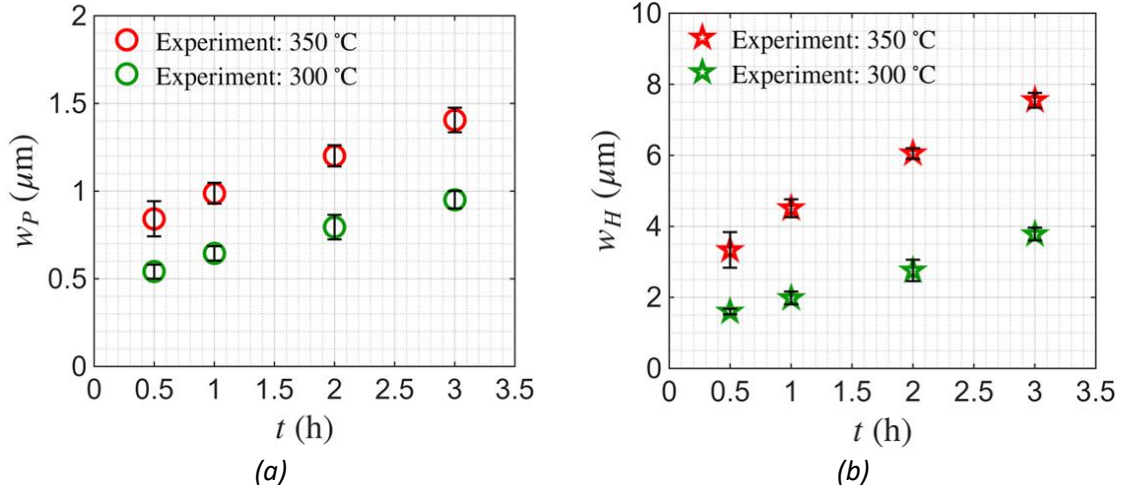 2
1.5
1
0.5
0
w_P (μm)
Experiment: 350 °C
Experiment: 300 °C
0 0.5 1 1.5 2 2.5 3 3.5
t (h)
(a)
10
8
6
4
2
0
w_H (μm)
Experiment: 350 °C
Experiment: 300 °C
0 0.5 1 1.5 2 2.5 3 3.5
t (h)
(b)